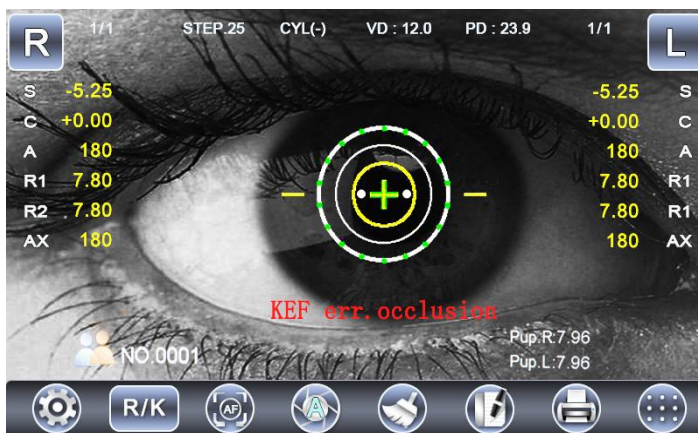 R 1/1 STEP.25 CYL(-) VD : 12.0 PD : 23.9 1/1 L
S -5.25 -5.25 S
C +0.00 +0.00 C
A 180 180 A
R1 7.80 7.80 R1
R2 7.80 7.80 R1
AX 180 180 AX
KEF err.occlusion
NO.0001
Pup.R:7.96
Pup.L:7.96
R/K AF A